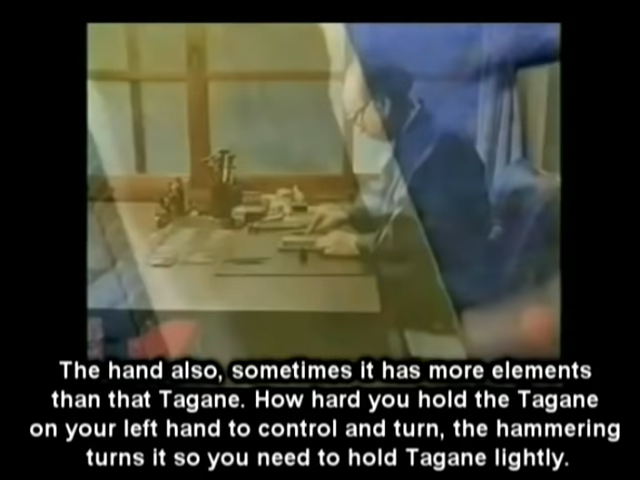 The hand also, sometimes it has more elements
than that Tagane. How hard you hold the Tagane
on your left hand to control and turn, the hammering
turns it so you need to hold Tagane lightly.